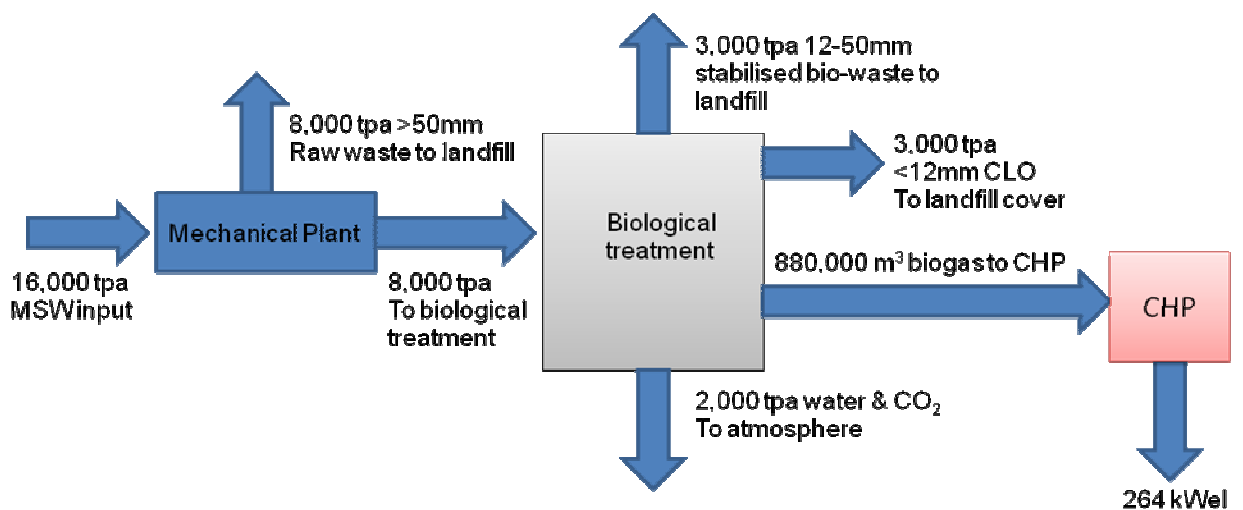 3,000 tpa 12-50mm
stabilised bio-waste to
landfill
8,000 tpa >50mm
Raw waste to landfill
3,000 tpa
<12mm CLO
To landfill cover
Mechanical Plant
Biological
treatment
16,000 tpa
MSW input
8,000 tpa
To biological
treatment
880,000 m³ biogas to CHP
CHP
2,000 tpa water & CO₂
To atmosphere
264 kWel